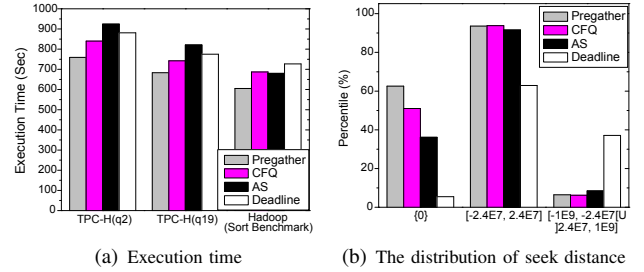 1000
900
800
700
600
500
400
300
200
100
0
Execution Time (Sec)
Pregather
CFQ
AS
Deadline
TPC-H(q2)
TPC-H(q19)
Hadoop
(Sort Benchmark)
(a) Execution time
100
80
60
40
20
0
Percentile (%)
Pregather
CFQ
AS
Deadline
{0}
[-2.4E7, 2.4E7]
[-1E9, -2.4E7[U
]2.4E7, 1E9]
(b) The distribution of seek distance